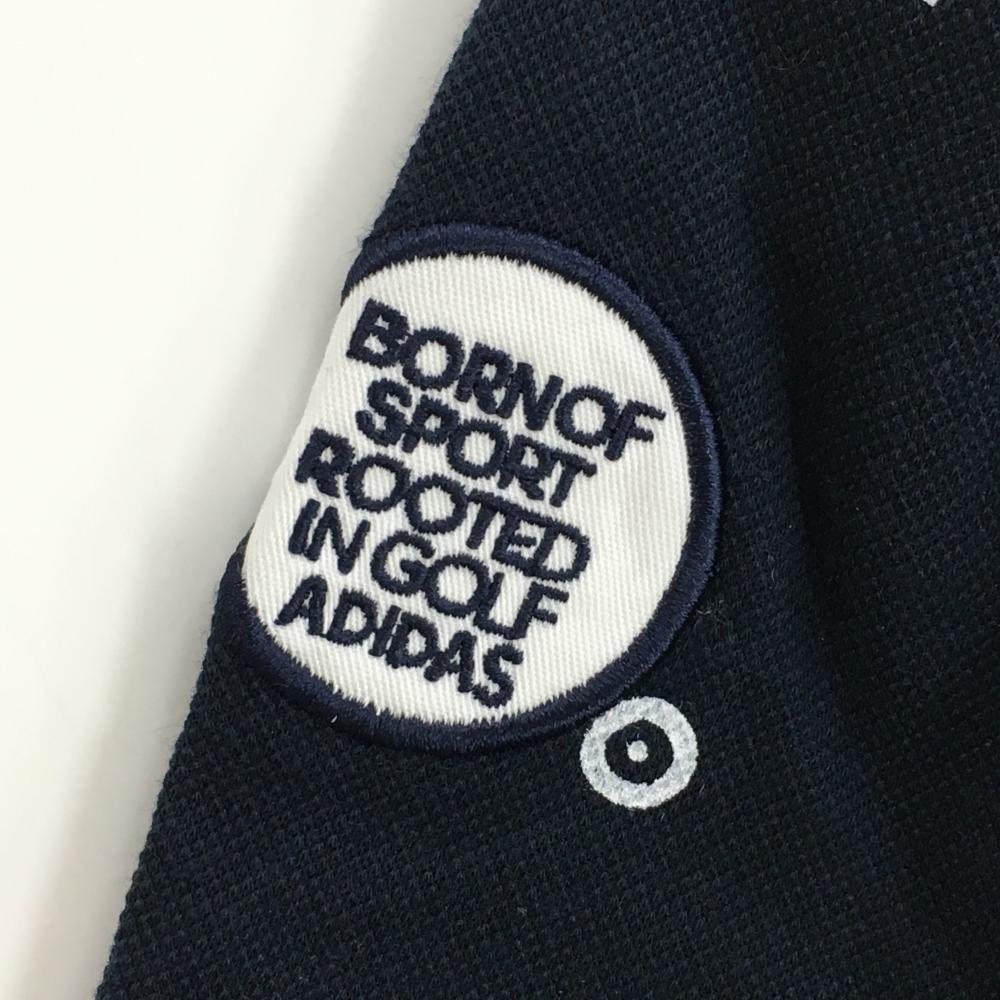 BORN OF
SPORT
ROOTED
IN GOLF
ADIDAS